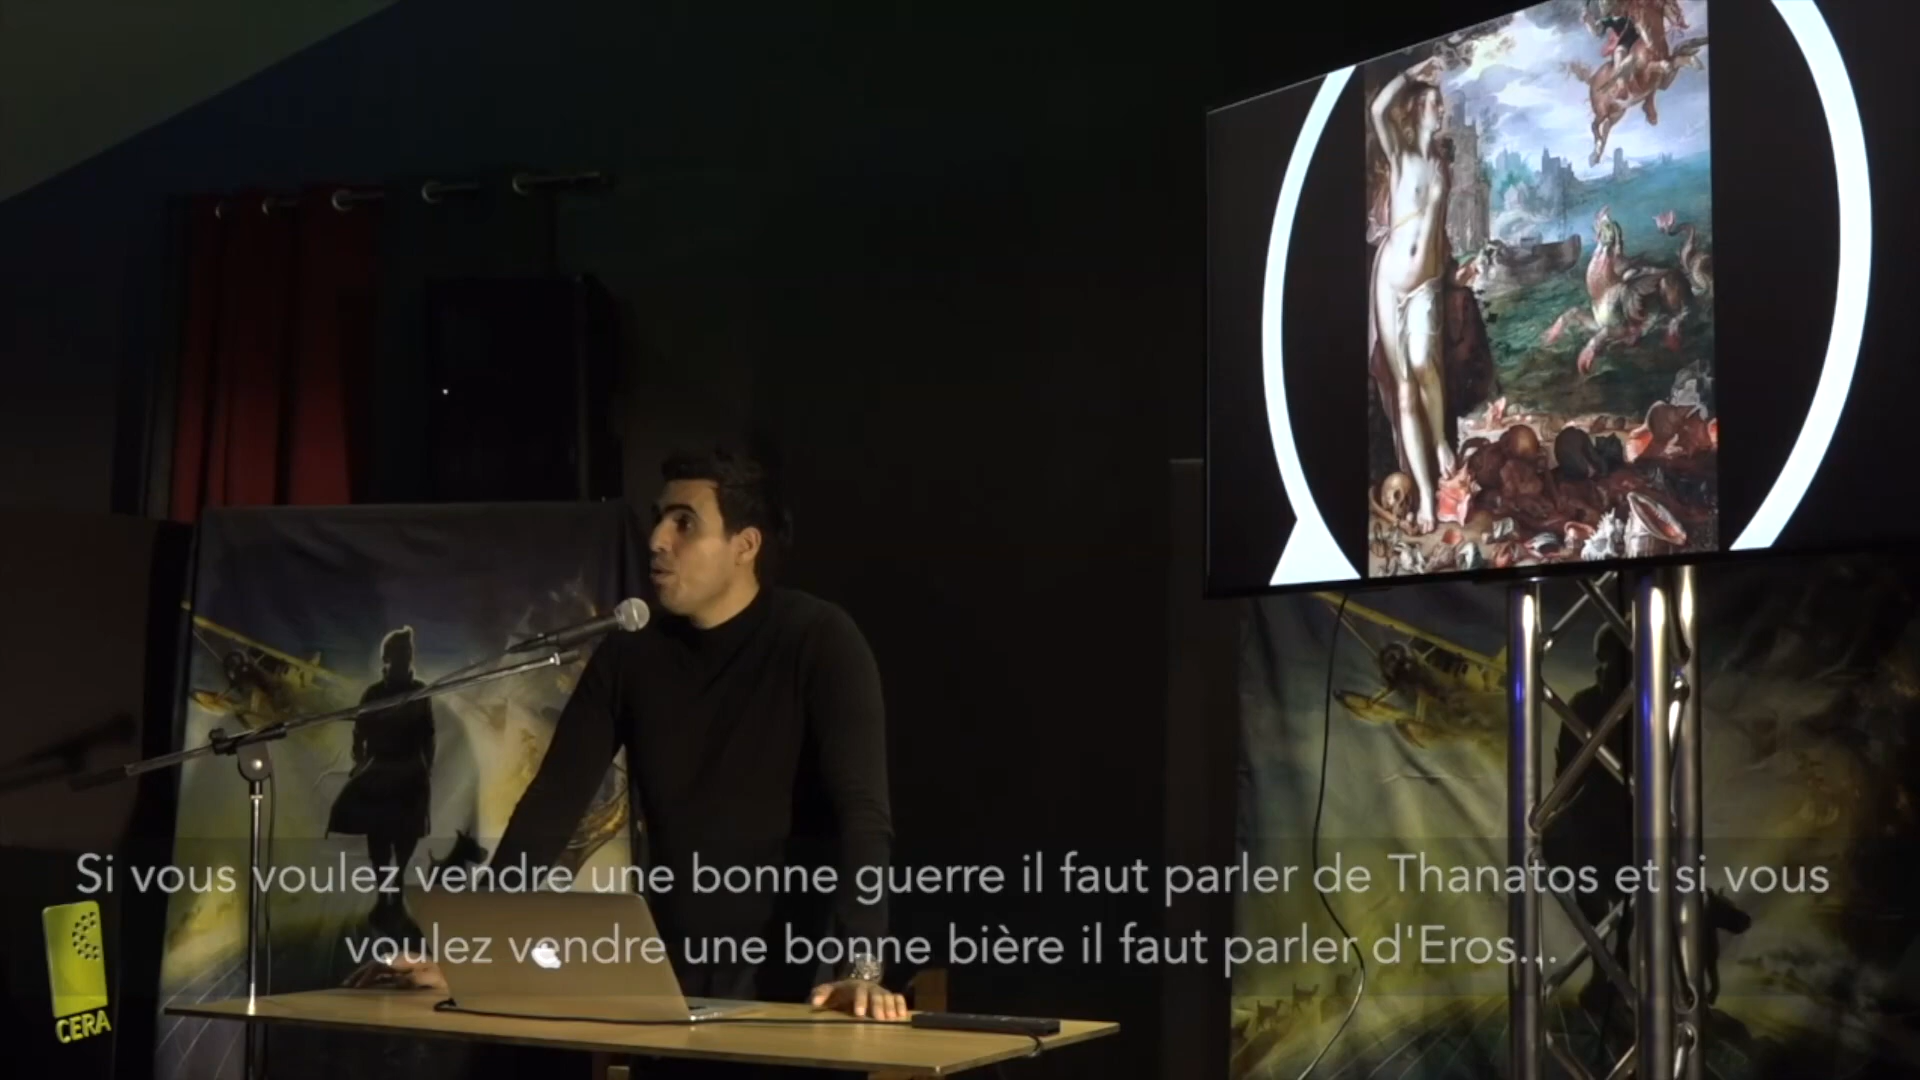 Si vous voulez vendre une bonne guerre il faut parler de Thanatos et si vous
voulez vendre une bonne bière il faut parler d'Eros...
CERA